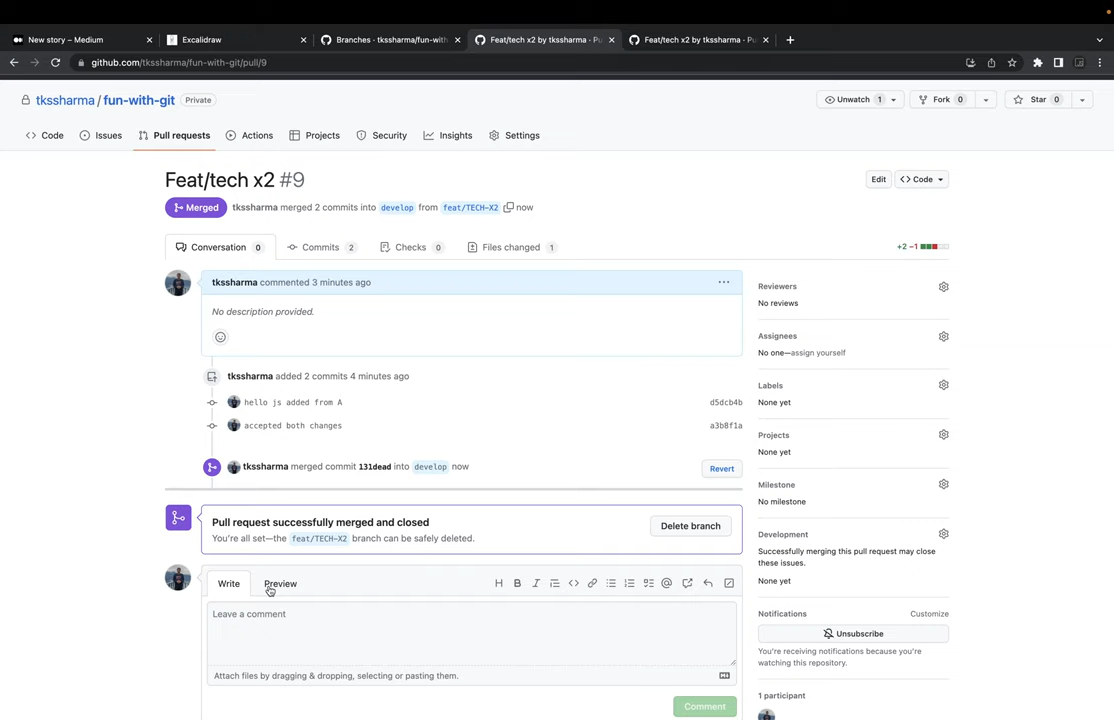 New story – Medium
Excalidraw
Branches · tkssharma/fun-with-
Feat/tech x2 by tkssharma · Pu
Feat/tech x2 by tkssharma · Pu
github.com/tkssharma/fun-with-git/pull/9
tkssharma / fun-with-git Private
Unwatch 1
Fork 0
Star 0
Code
Issues
Pull requests
Actions
Projects
Security
Insights
Settings
Feat/tech x2 #9
Edit
<> Code
Merged tkssharma merged 2 commits into develop from feat/TECH-X2 now
Conversation 0
Commits 2
Checks 0
Files changed 1
+2 −1
tkssharma commented 3 minutes ago
...
No description provided.
tkssharma added 2 commits 4 minutes ago
hello js added from A d5dcb4b
accepted both changes a3b8f1a
tkssharma merged commit 131dead into develop now
Revert
Pull request successfully merged and closed
You're all set—the feat/TECH-X2 branch can be safely deleted.
Delete branch
Write
Preview
Leave a comment
Attach files by dragging & dropping, selecting or pasting them.
Comment
Reviewers
No reviews
Assignees
No one—assign yourself
Labels
None yet
Projects
None yet
Milestone
No milestone
Development
Successfully merging this pull request may close
these issues.
None yet
Notifications
Customize
Unsubscribe
You're receiving notifications because you're
watching this repository.
1 participant